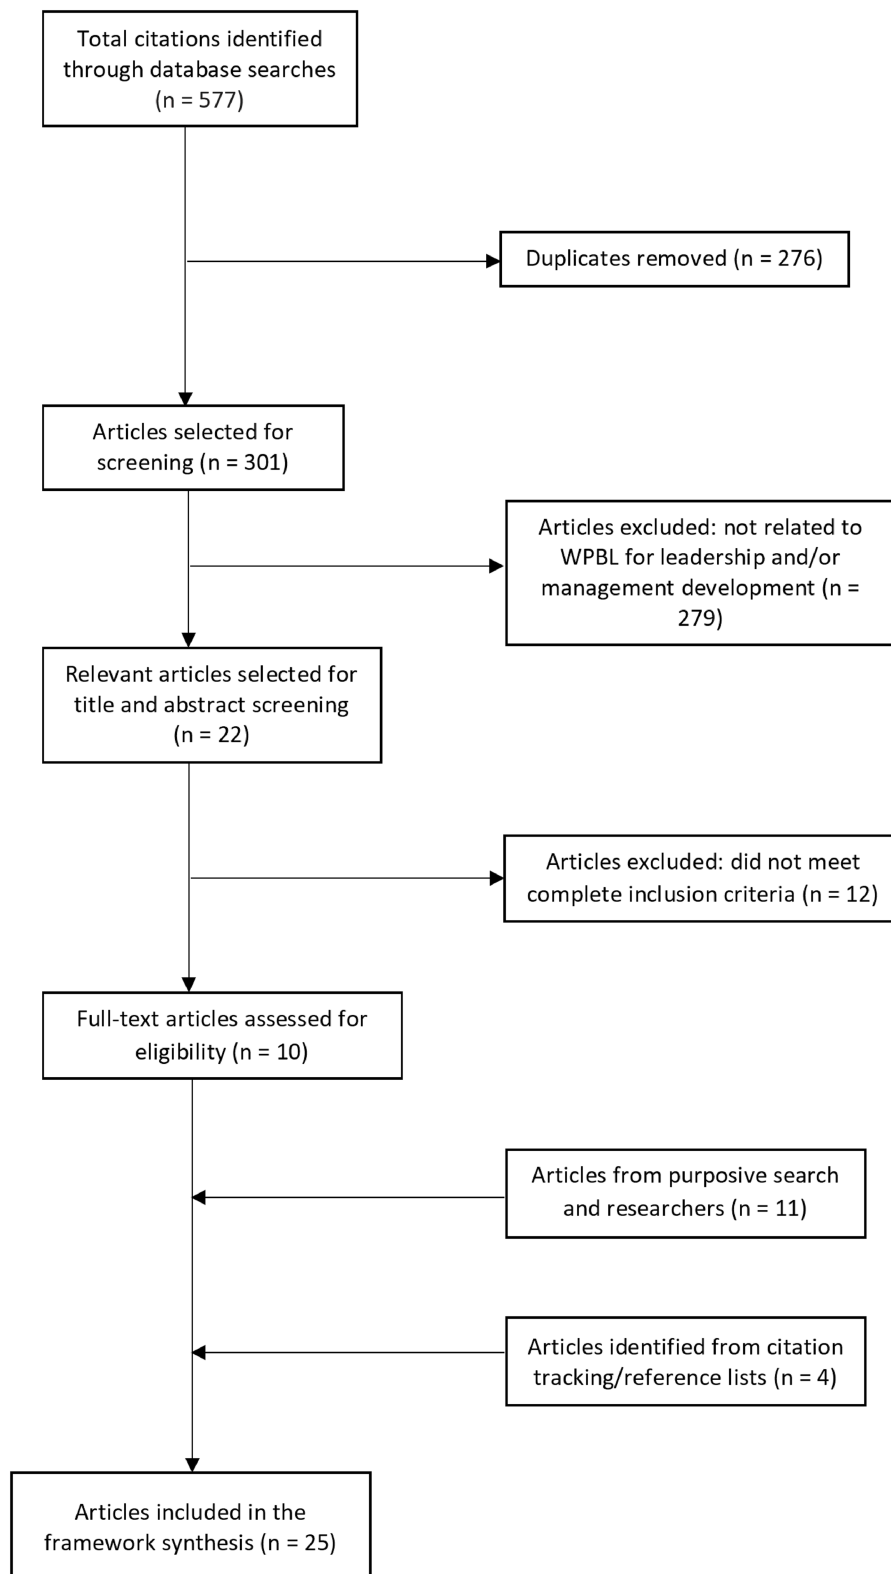 Total citations identified
through database searches
(n = 577)
Duplicates removed (n = 276)
Articles selected for
screening (n = 301)
Articles excluded: not related to
WPBL for leadership and/or
management development (n =
279)
Relevant articles selected for
title and abstract screening
(n = 22)
Articles excluded: did not meet
complete inclusion criteria (n = 12)
Full-text articles assessed for
eligibility (n = 10)
Articles from purposive search
and researchers (n = 11)
Articles identified from citation
tracking/reference lists (n = 4)
Articles included in the
framework synthesis (n = 25)